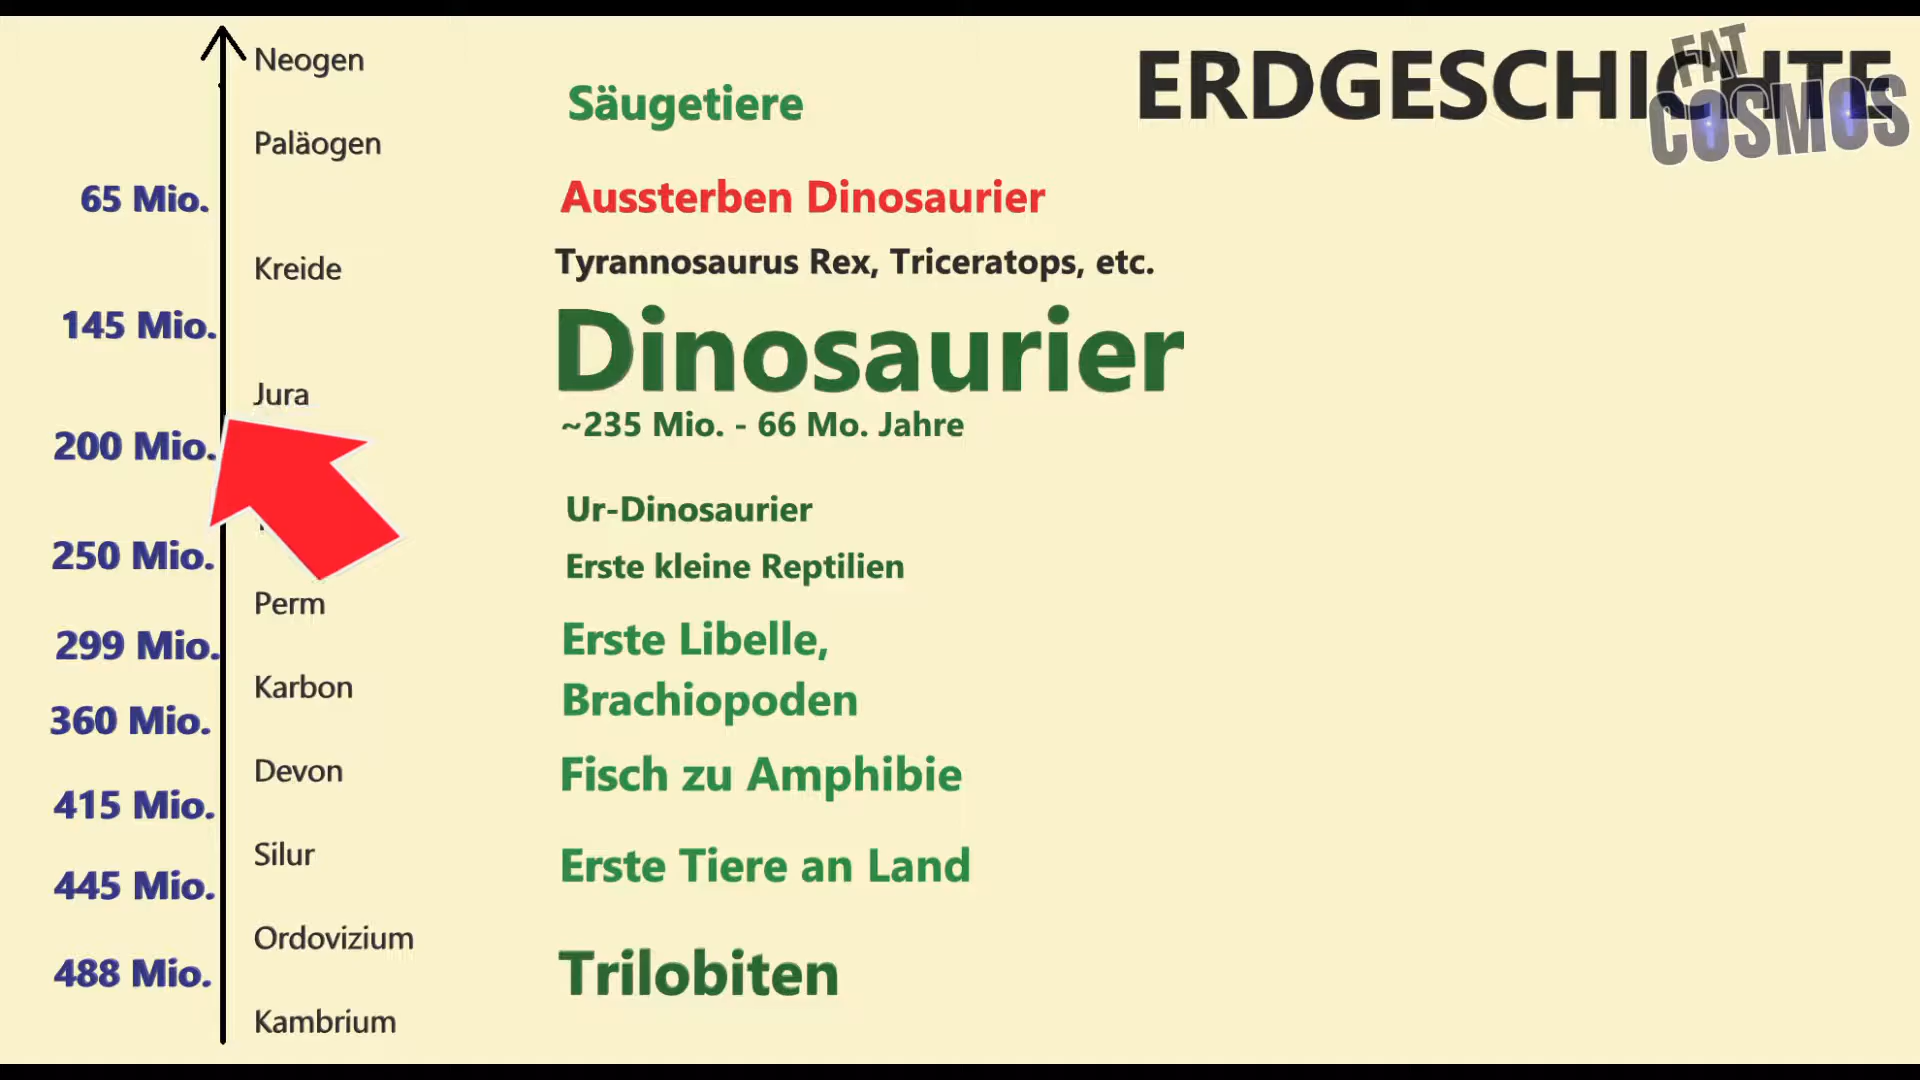 ERDGESCHICHTE
FAT
COSMOS
Neogen
Säugetiere
Paläogen
65 Mio.
Aussterben Dinosaurier
Kreide
Tyrannosaurus Rex, Triceratops, etc.
145 Mio.
Dinosaurier
Jura
~235 Mio. - 66 Mo. Jahre
200 Mio.
Ur-Dinosaurier
250 Mio.
Erste kleine Reptilien
Perm
299 Mio.
Erste Libelle,
Karbon
Brachiopoden
360 Mio.
Devon
Fisch zu Amphibie
415 Mio.
Silur
Erste Tiere an Land
445 Mio.
Ordovizium
488 Mio.
Trilobiten
Kambrium